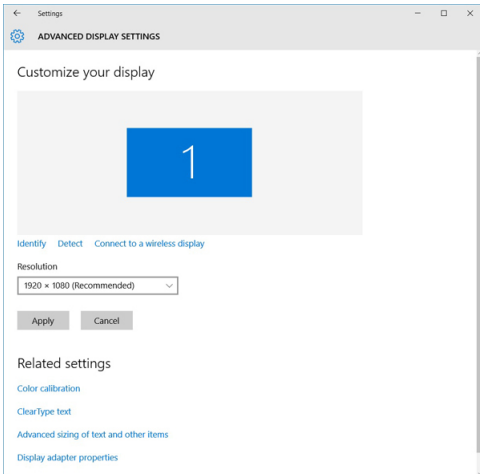 Settings
ADVANCED DISPLAY SETTINGS
Customize your display
1
Identify Detect Connect to a wireless display
Resolution
1920 × 1080 (Recommended)
Apply Cancel
Related settings
Color calibration
ClearType text
Advanced sizing of text and other items
Display adapter properties